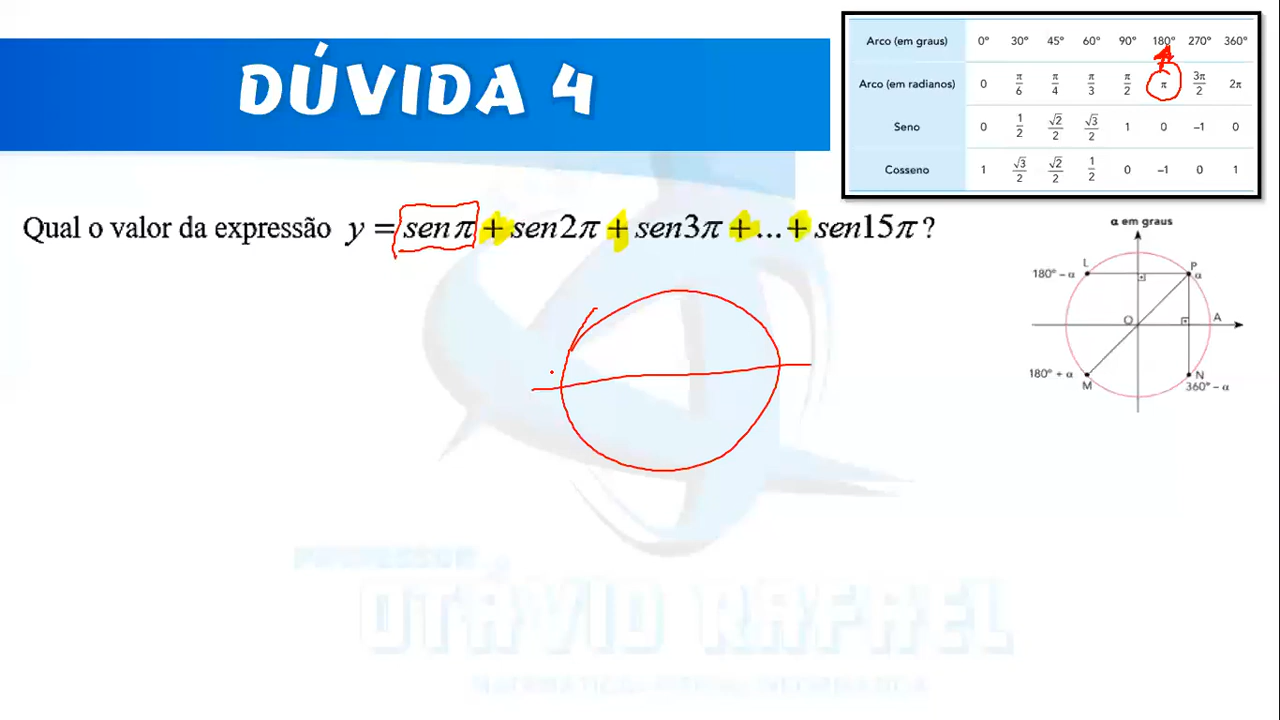 DÚVIDA 4
Arco (em graus) 0° 30° 45° 60° 90° 180° 270° 360°
Arco (em radianos) 0 π/6 π/4 π/3 π/2 π 3π/2 2π
Seno 0 1/2 √2/2 √3/2 1 0 –1 0
Cosseno 1 √3/2 √2/2 1/2 0 –1 0 1
Qual o valor da expressão y = sen π + sen2π + sen3π + ... + sen15π ?
α em graus
L P
180° – α α
O A
180° + α N
M 360° – α
PROFESSOR
OTÁVIO RAFAEL